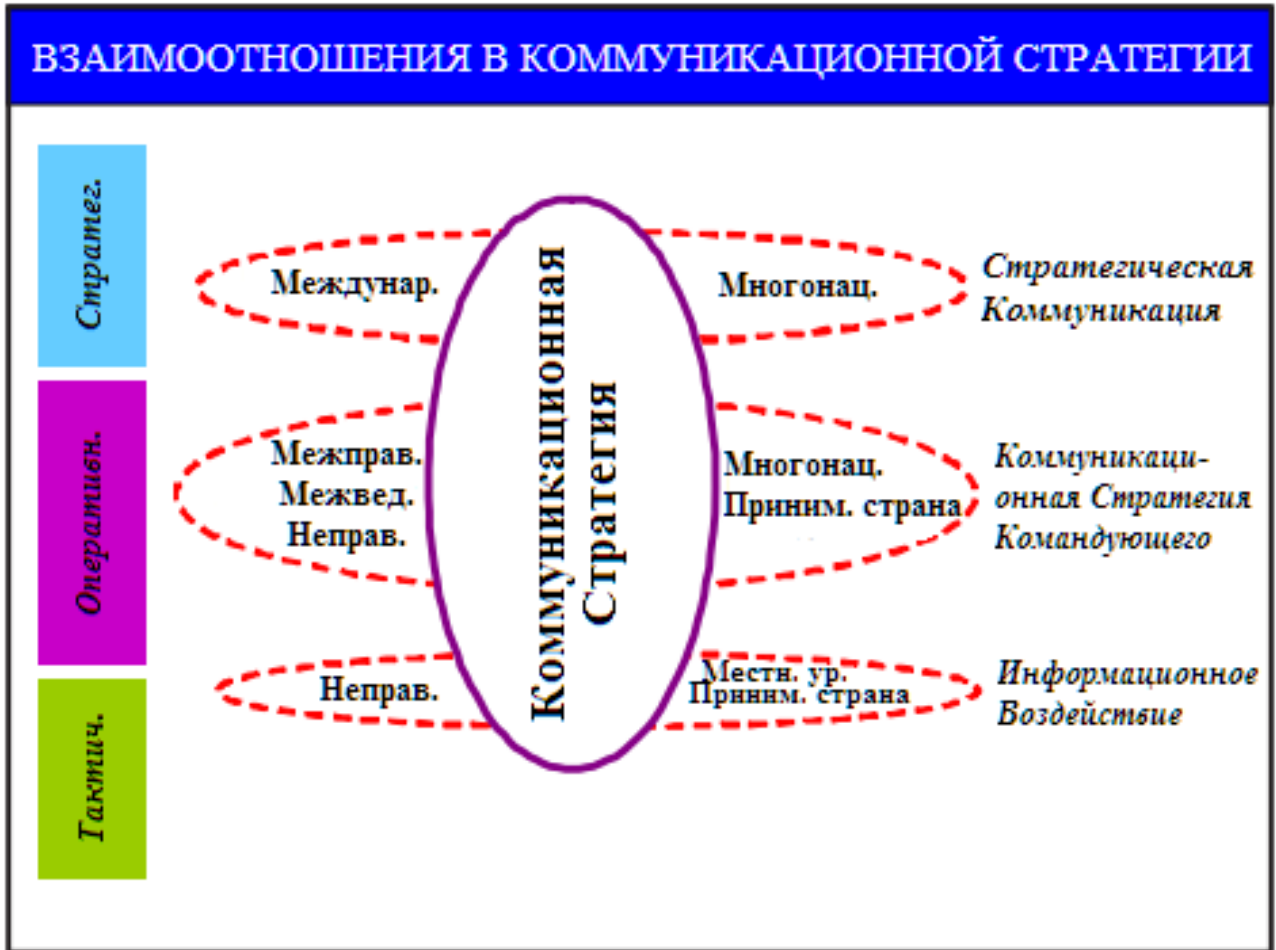 ВЗАИМООТНОШЕНИЯ В КОММУНИКАЦИОННОЙ СТРАТЕГИИ
Стратег.
Междунар.
Многонац.
Стратегическая
Коммуникация
Коммуникационная
Стратегия
Оперативн.
Межправ.
Межвед.
Неправ.
Многонац.
Приним. страна
Коммуникаци-
онная Стратегия
Командующего
Тактич.
Неправ.
Местн. ур.
Приним. страна
Информационное
Воздействие